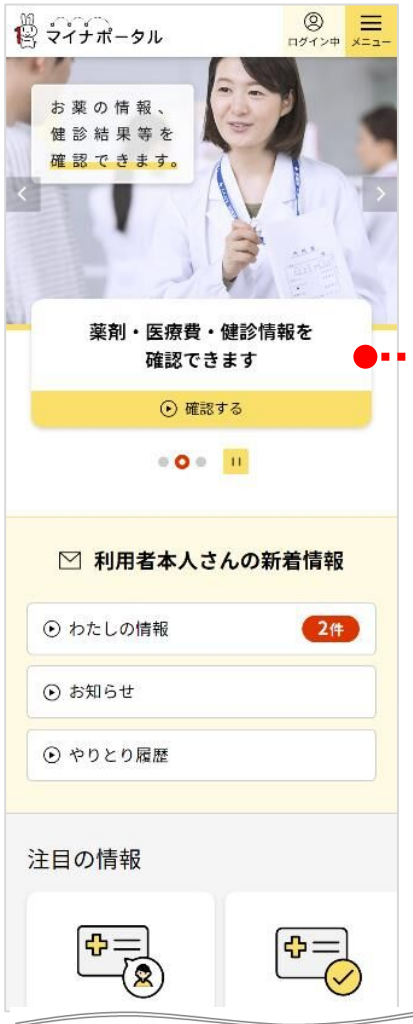 マイナポータル
ログイン中
メニュー
お薬の情報、
健診結果等を
確認できます。
薬剤・医療費・健診情報を
確認できます
確認する
利用者本人さんの新着情報
わたしの情報
2件
お知らせ
やりとり履歴
注目の情報